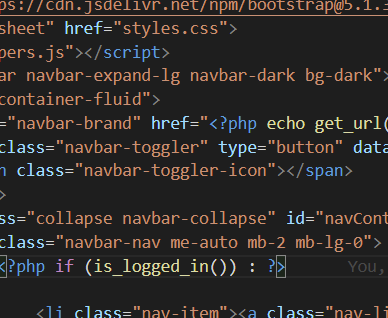 ps://cdn.jsdelivr.net/npm/bootstrap@5.1.3
sheet" href="styles.css">
pers.js"></script>
ar navbar-expand-lg navbar-dark bg-dark">
container-fluid">
="navbar-brand" href="<?php echo get_url(
class="navbar-toggler" type="button" data
n class="navbar-toggler-icon"></span>
>
ss="collapse navbar-collapse" id="navCont
class="navbar-nav me-auto mb-2 mb-lg-0">
<?php if (is_logged_in()) : ?> You,
<li class="nav-item"><a class="nav-li